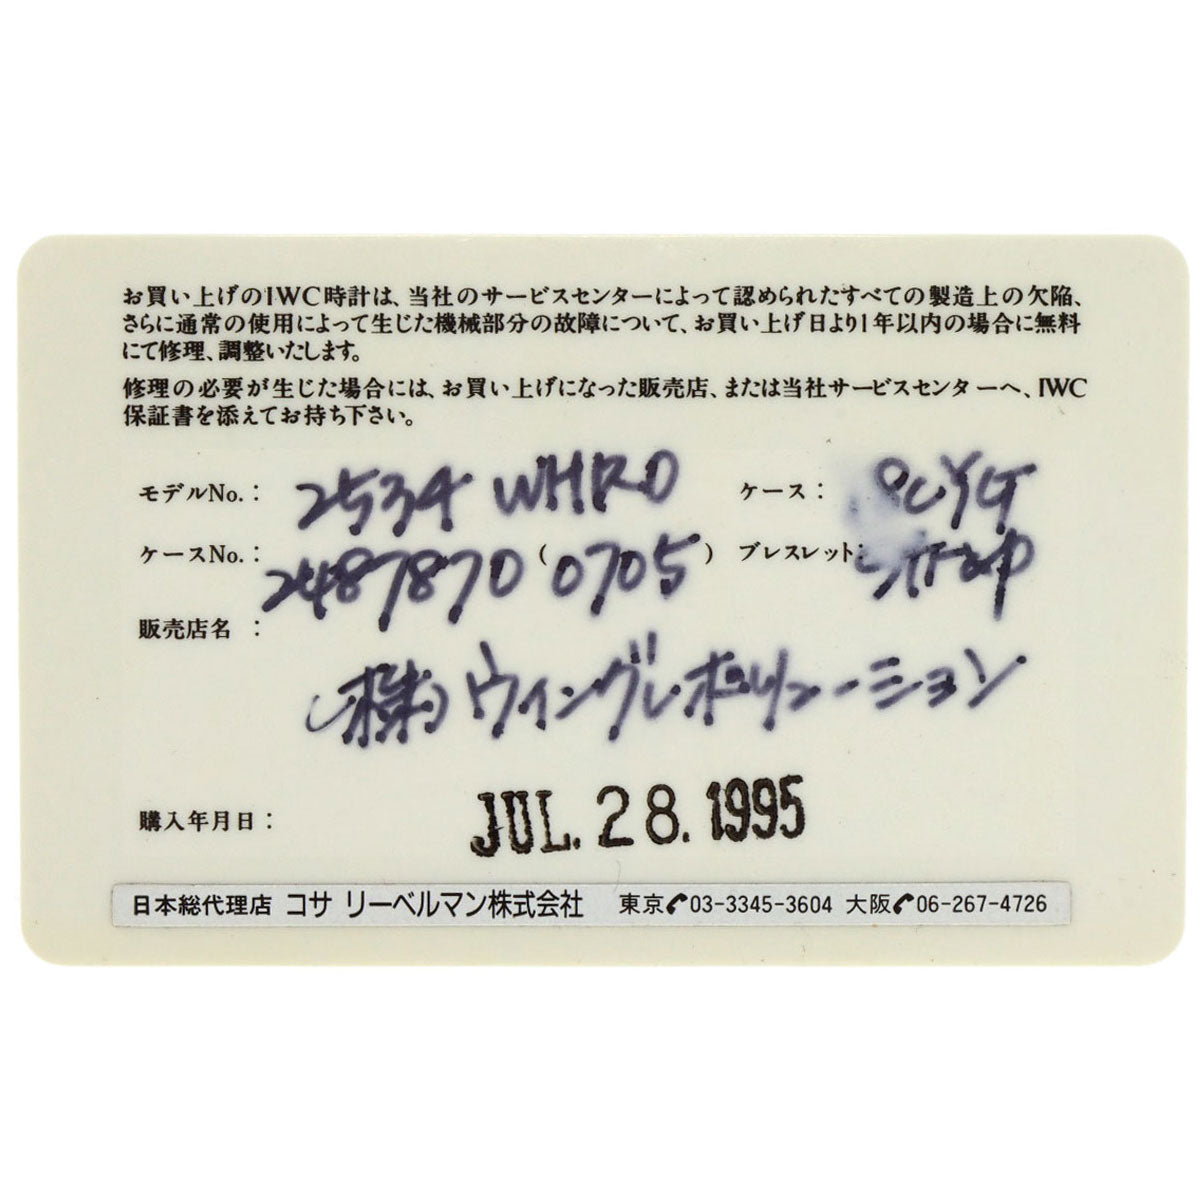 お買い上げのIWC時計は、当社のサービスセンターによって認められたすべての製造上の欠陥、
さらに通常の使用によって生じた機械部分の故障について、お買い上げ日より1年以内の場合に無料
にて修理、調整いたします。
修理の必要が生じた場合には、お買い上げになった販売店、または当社サービスセンターへ、IWC
保証書を添えてお持ち下さい。
モデルNo.: 2534 WHRD ケース: YG
ケースNo.: 2487870 (0705) ブレスレット: Strap
販売店名 :
(株)ウイングレボリューション
購入年月日: JUL. 28. 1995
日本総代理店 コサ リーベルマン株式会社 東京✆03-3345-3604 大阪✆06-267-4726